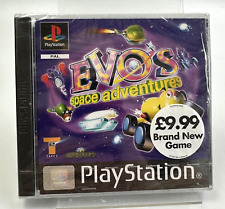 PlayStation
PAL
EVO'S
space adventures
£9.99
Brand New
Game
PlayStation